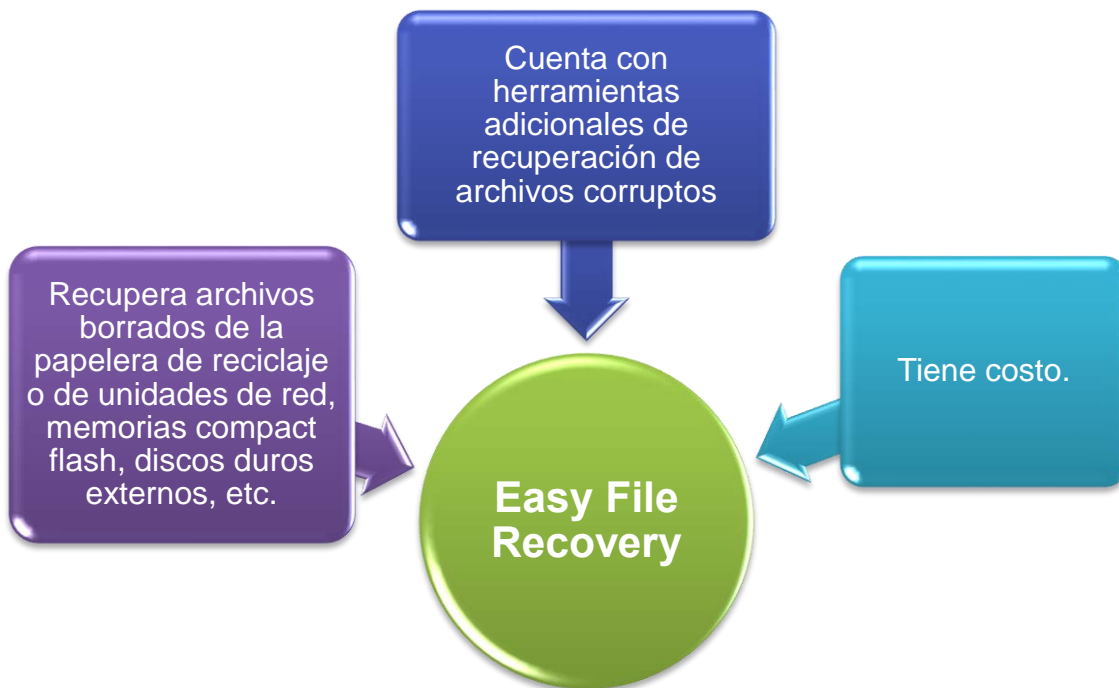 Cuenta con
herramientas
adicionales de
recuperación de
archivos corruptos
Recupera archivos
borrados de la
papelera de reciclaje
o de unidades de red,
memorias compact
flash, discos duros
externos, etc.
Tiene costo.
Easy File
Recovery